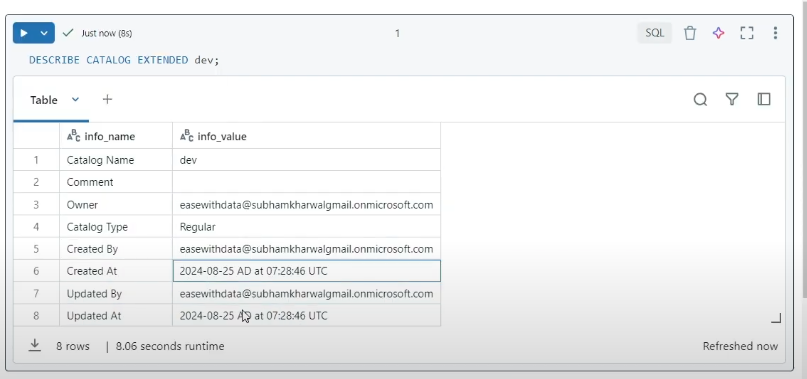 Just now (8s)
1
SQL
DESCRIBE CATALOG EXTENDED dev;
Table
+
ABC info_name ABC info_value
1 Catalog Name dev
2 Comment
3 Owner easewithdata@subhamkharwalgmail.onmicrosoft.com
4 Catalog Type Regular
5 Created By easewithdata@subhamkharwalgmail.onmicrosoft.com
6 Created At 2024-08-25 AD at 07:28:46 UTC
7 Updated By easewithdata@subhamkharwalgmail.onmicrosoft.com
8 Updated At 2024-08-25 AD at 07:28:46 UTC
8 rows | 8.06 seconds runtime
Refreshed now